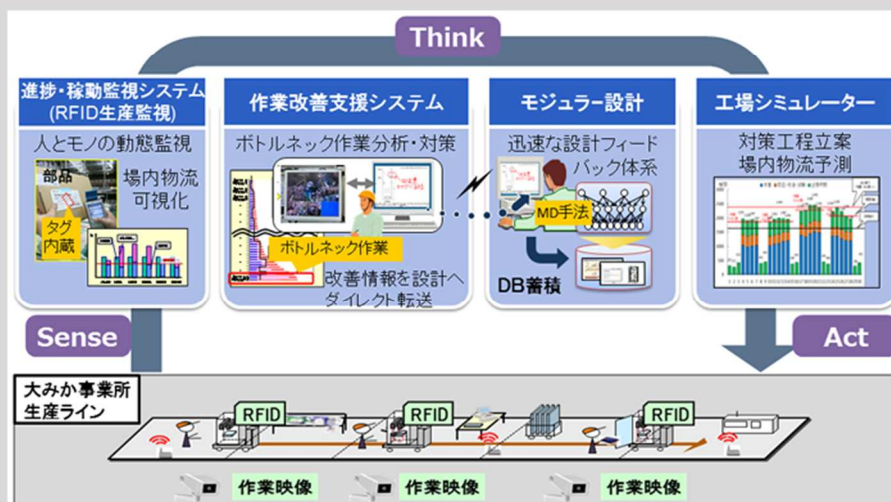 Think
進捗・稼動監視システム
(RFID生産監視)
人とモノの動態監視
部品
場内物流
可視化
タグ
内蔵
作業改善支援システム
ボトルネック作業分析・対策
ボトルネック作業
改善情報を設計へ
ダイレクト転送
モジュラー設計
迅速な設計フィード
バック体系
MD手法
DB蓄積
工場シミュレーター
対策工程立案
場内物流予測
Sense
Act
大みか事業所
生産ライン
RFID
RFID
RFID
作業映像
作業映像
作業映像